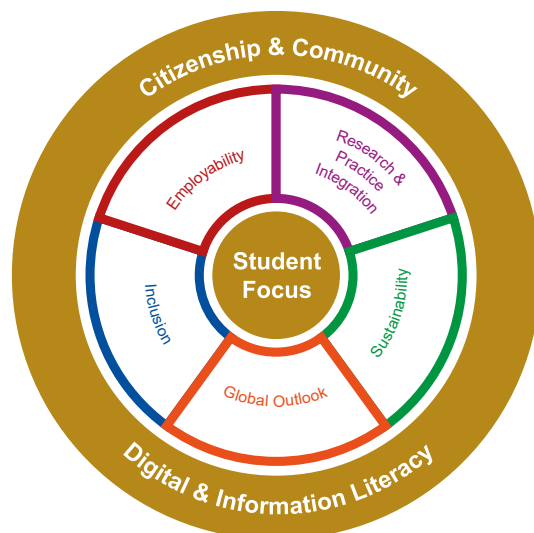 Citizenship & Community
Employability
Research &
Practice
Integration
Student
Focus
Inclusion
Sustainability
Global Outlook
Digital & Information Literacy